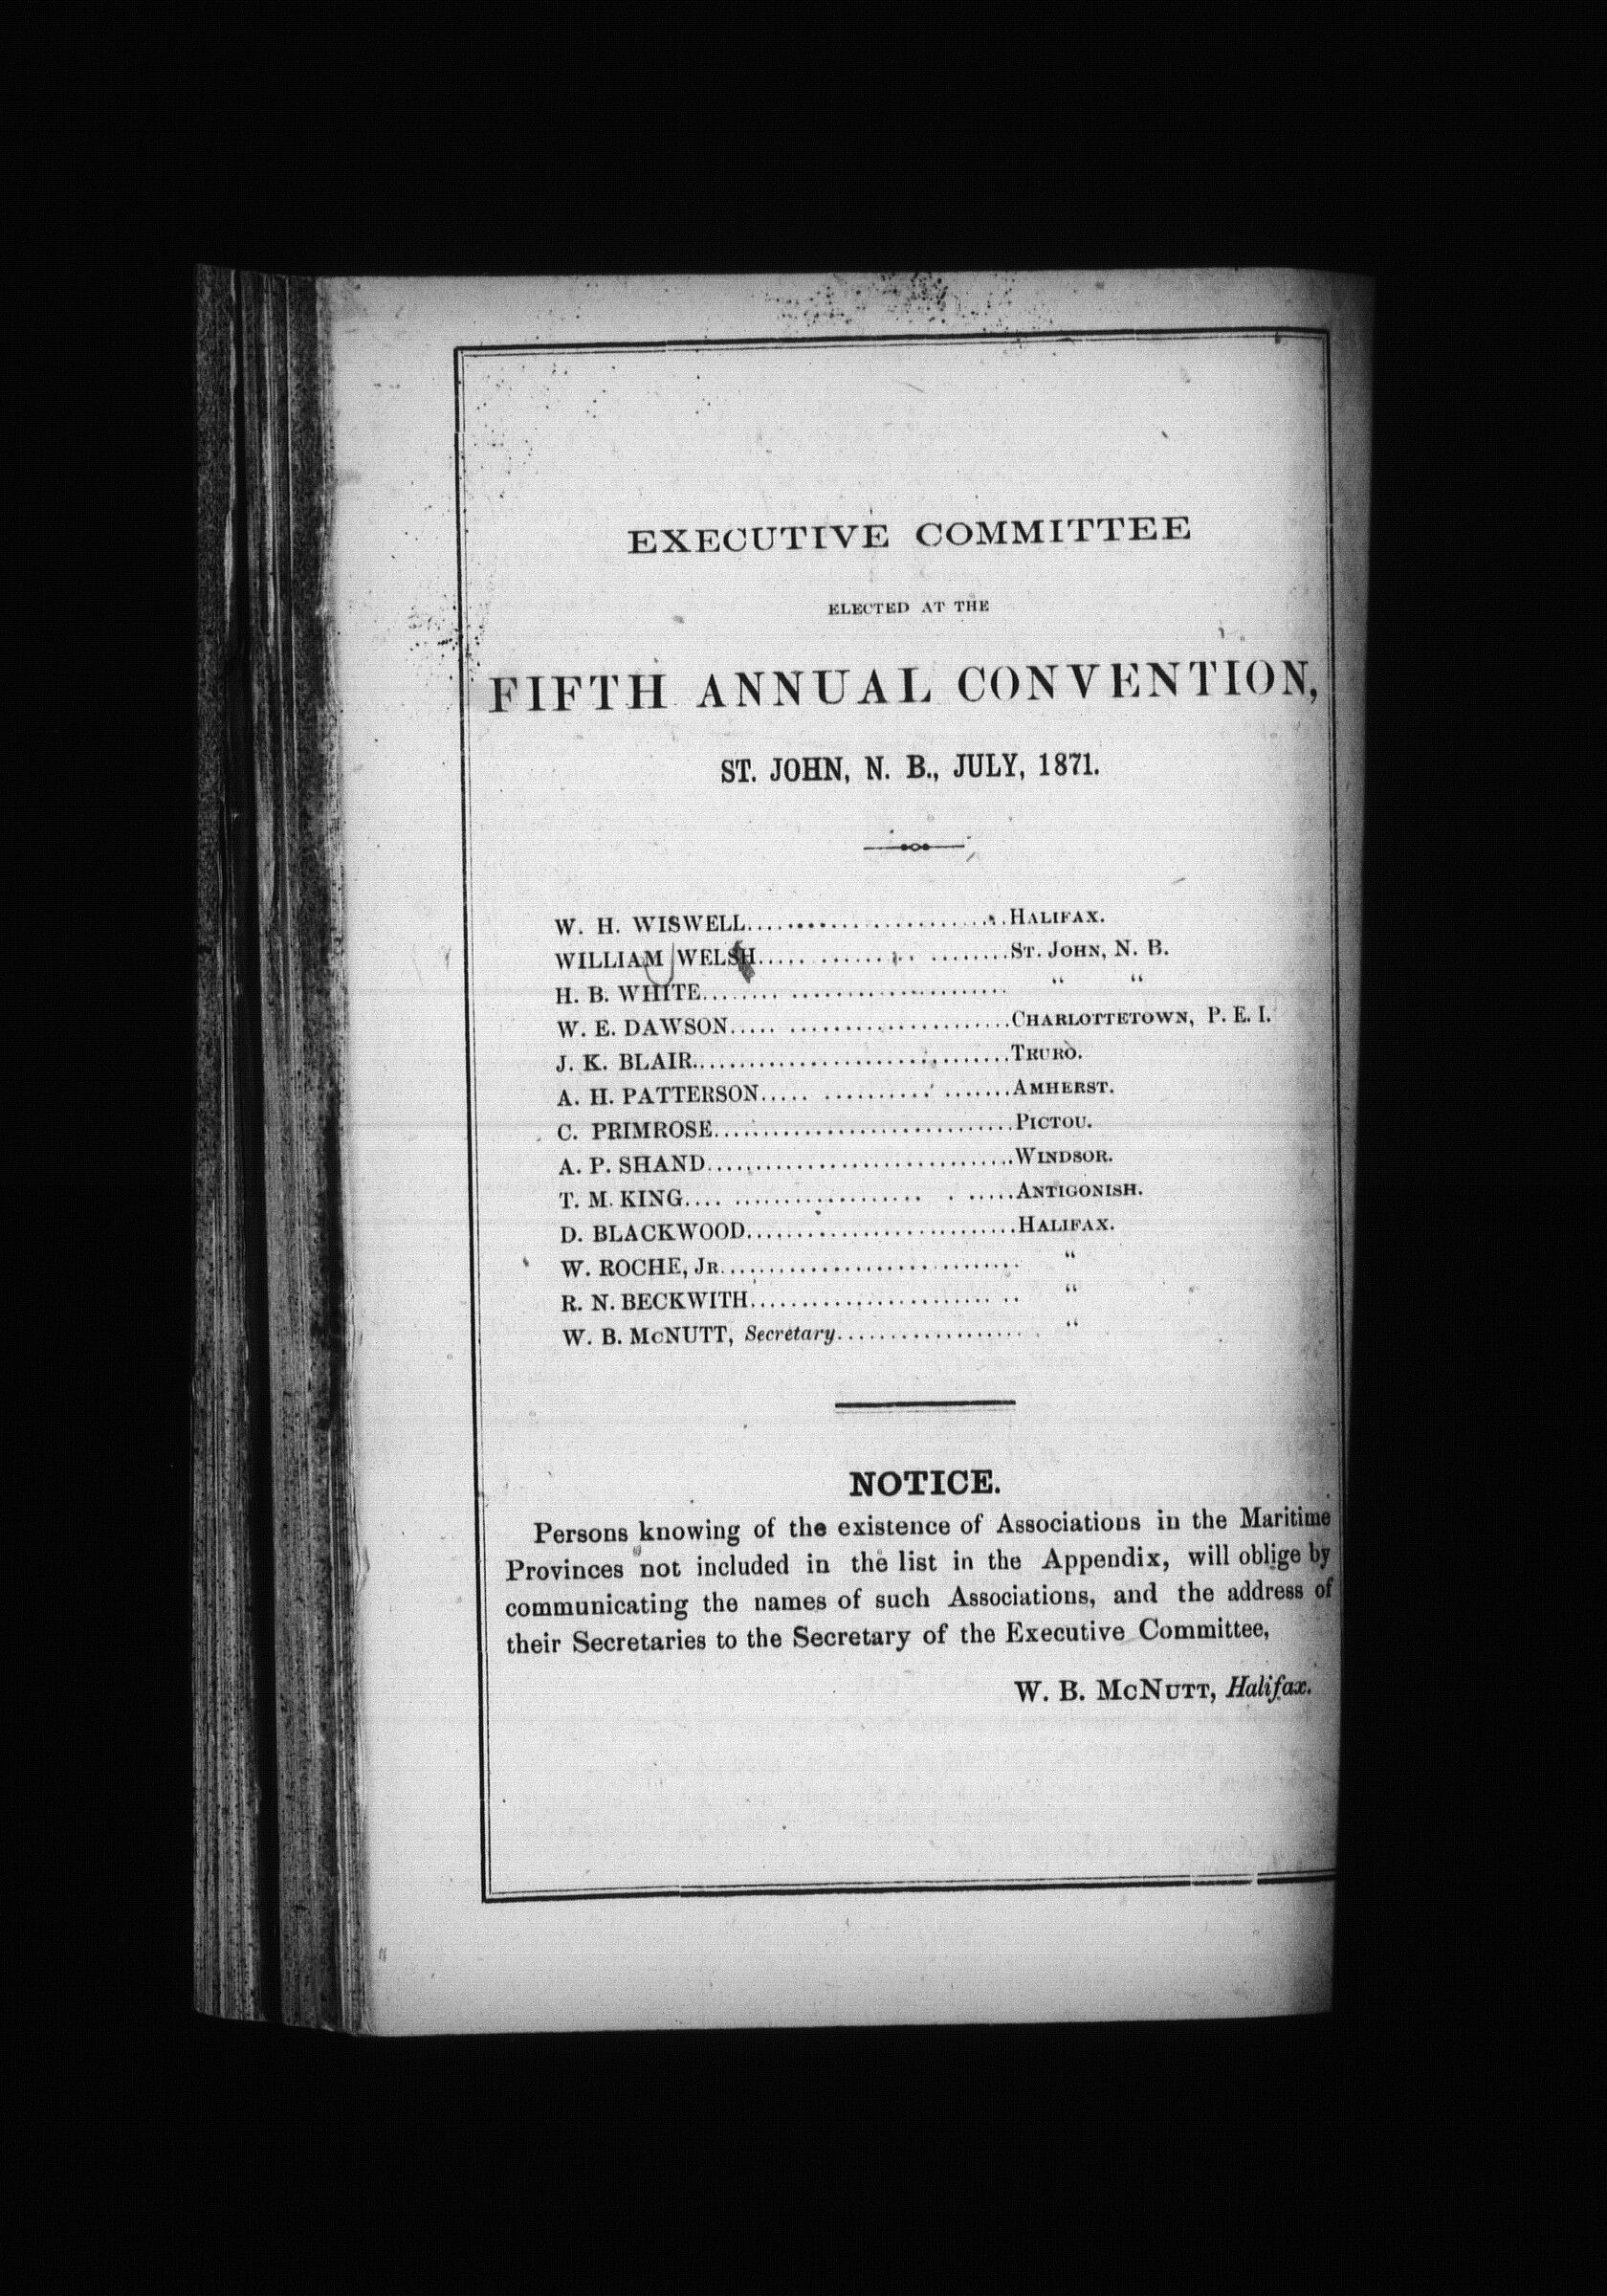 EXECUTIVE COMMITTEE
ELECTED AT THE
FIFTH ANNUAL CONVENTION,
ST. JOHN, N. B., JULY, 1871.
W. H. WISWELL........................HALIFAX.
WILLIAM WELSH........................ST. JOHN, N. B.
H. B. WHITE........................ “ “
W. E. DAWSON........................CHARLOTTETOWN, P. E. I.
J. K. BLAIR........................TRURO.
A. H. PATTERSON........................AMHERST.
C. PRIMROSE........................PICTOU.
A. P. SHAND........................WINDSOR.
T. M. KING........................ANTIGONISH.
D. BLACKWOOD........................HALIFAX.
W. ROCHE, JR........................ “
R. N. BECKWITH........................ “
W. B. McNUTT, Secretary........................ “
NOTICE.
Persons knowing of the existence of Associations in the Maritime
Provinces not included in the list in the Appendix, will oblige by
communicating the names of such Associations, and the address of
their Secretaries to the Secretary of the Executive Committee,
W. B. McNUTT, Halifax.